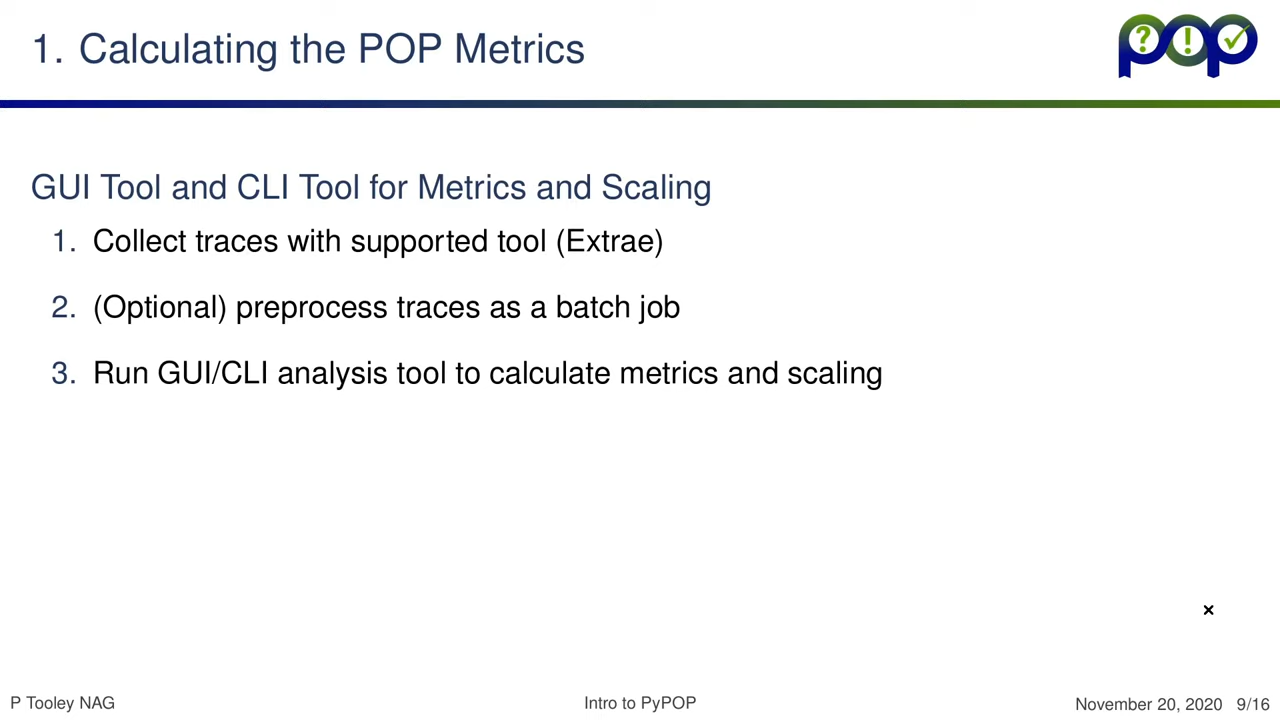 1. Calculating the POP Metrics
pop
GUI Tool and CLI Tool for Metrics and Scaling
1. Collect traces with supported tool (Extrae)
2. (Optional) preprocess traces as a batch job
3. Run GUI/CLI analysis tool to calculate metrics and scaling
P Tooley NAG
Intro to PyPOP
November 20, 2020 9/16